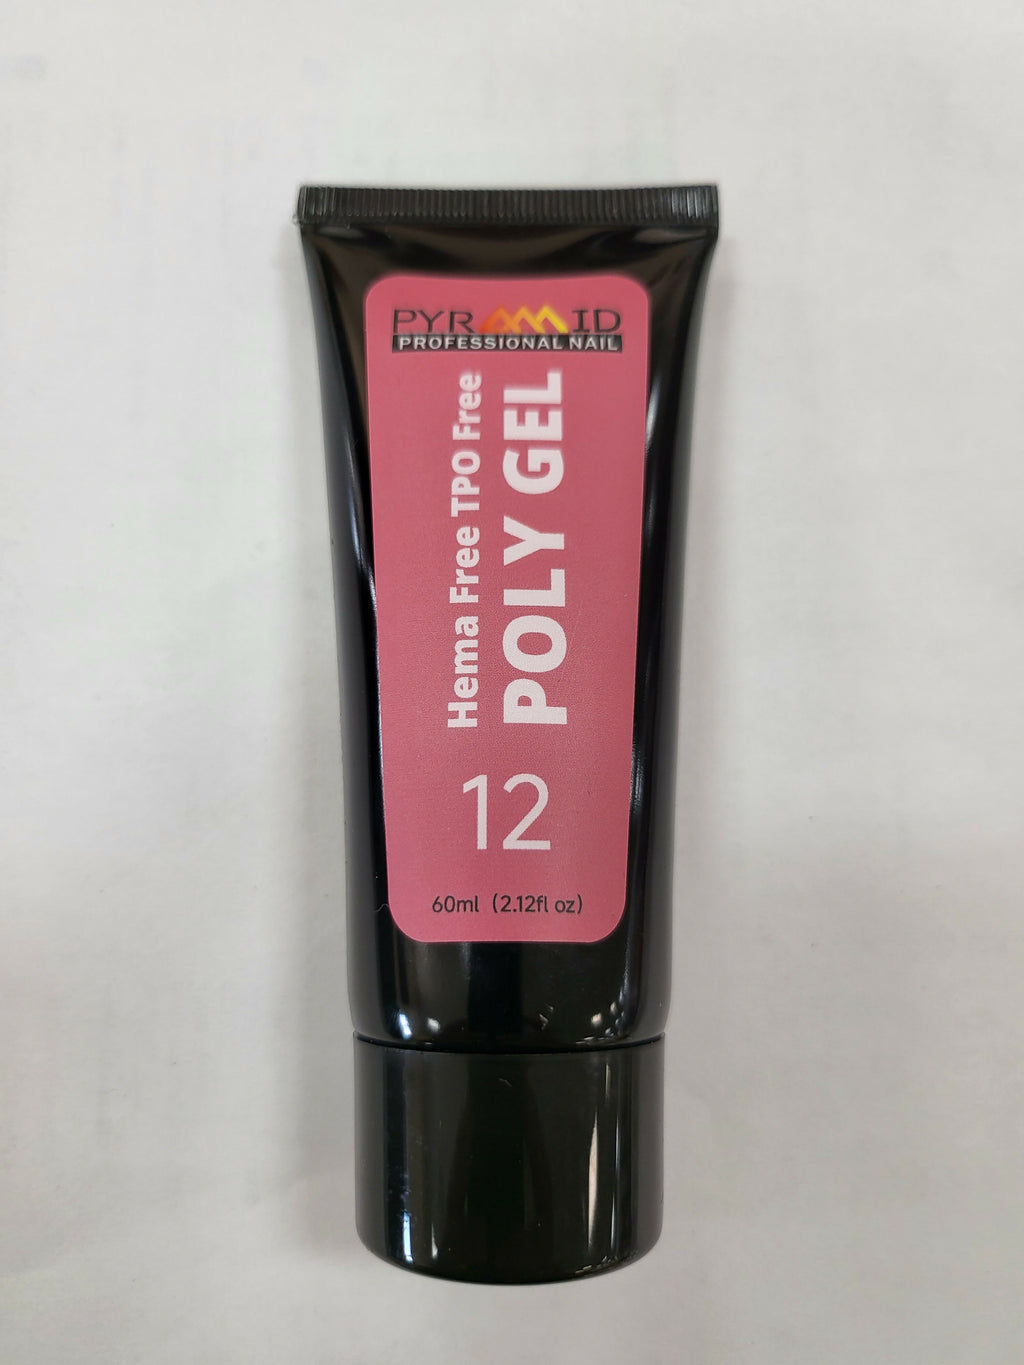 PYRAMID
PROFESSIONAL NAIL
Hema Free TPO Free
POLY GEL
12
60ml (2.12fl oz)